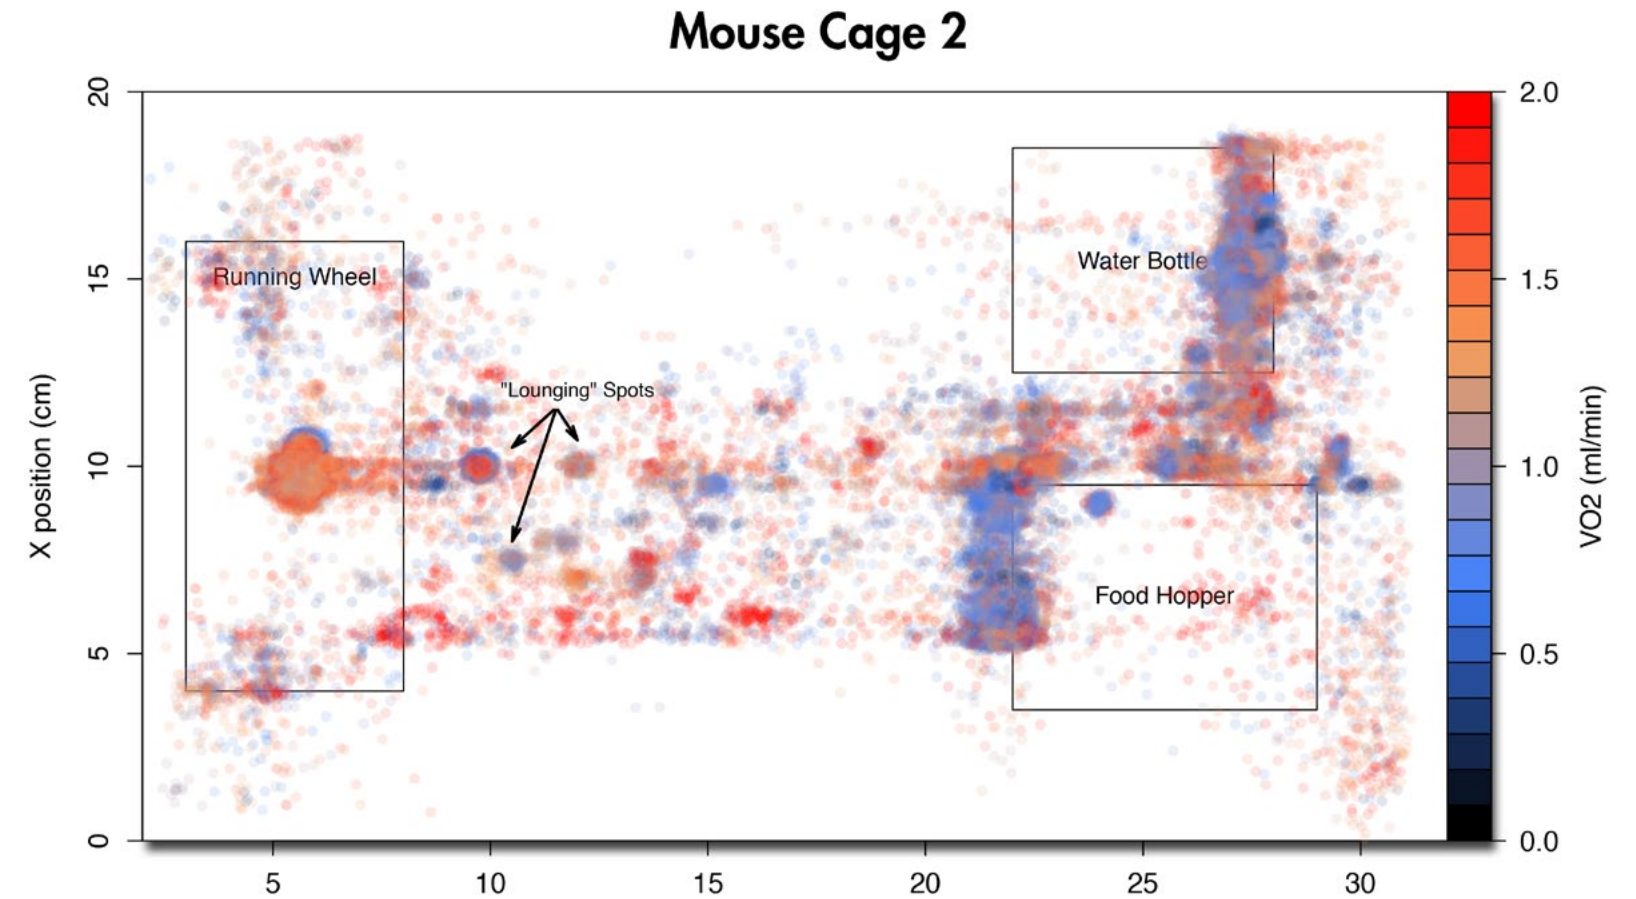 Mouse Cage 2
20
15
10
5
0
X position (cm)
Running Wheel
"Lounging" Spots
Water Bottle
Food Hopper
5
10
15
20
25
30
2.0
1.5
1.0
0.5
0.0
VO2 (ml/min)